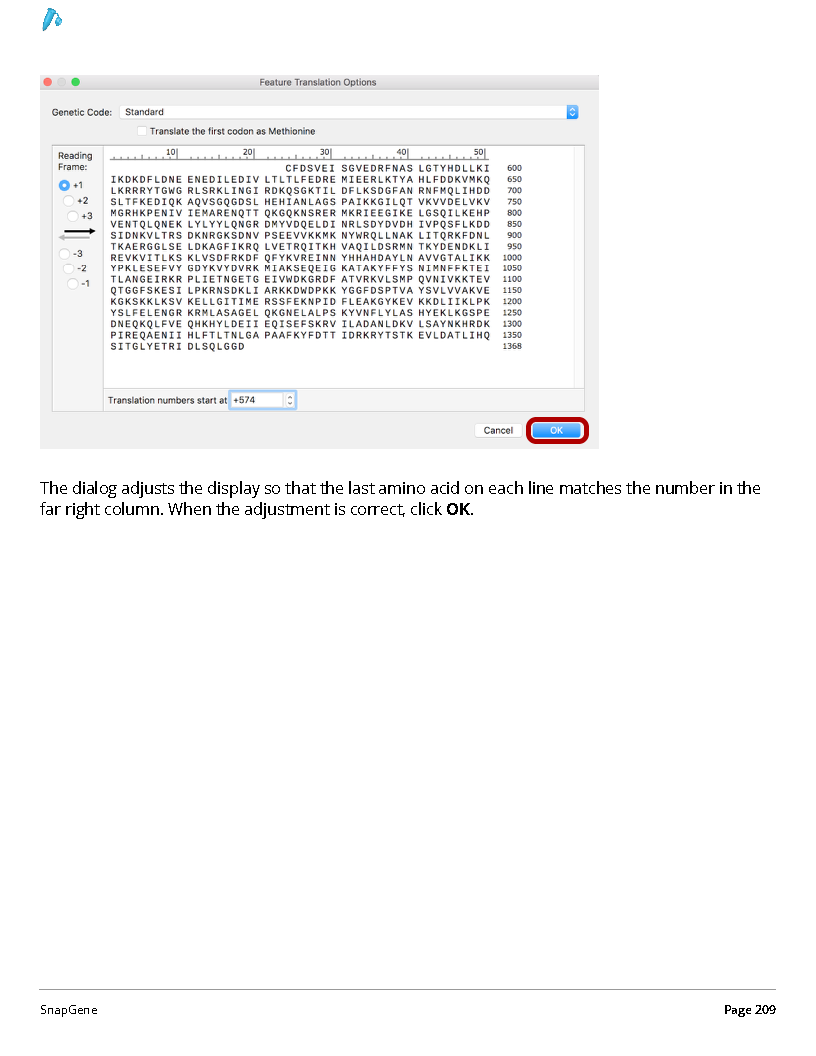 Feature Translation Options
Genetic Code: Standard
Translate the first codon as Methionine
Reading
Frame:
+1
+2
+3
-3
-2
-1
10 20 30 40 50
CFDSVEI SGVEDRFNAS LGTYHDLLKI 600
IKDKDFLDNE ENEDILEDIV LTLTLFEDRE MIEERLKTYA HLFDDKVMKQ 650
LKRRRYTGWG RLSRKLINGI RDKQSGKTIL DFLKSDGFAN RNFMQLIHDD 700
SLTFKEDIQK AQVSGQGDSL HEHIANLAGS PAIKKGILQT VKVVDELVKV 750
MGRHKPENIV IEMARENQTT QKGQKNSRER MKRIEEGIKE LGSQILKEHP 800
VENTQLQNEK LYLYYLQNGR DMYVDQELDI NRLSDYDVDH IVPQSFLKDD 850
SIDNKVLTRS DKNRGKSDNV PSEEVVKKMK NYWRQLLNAK LITQRKFDNL 900
TKAERGGLSE LDKAGFIKRQ LVETRQITKH VAQILDSRMN TKYDENDKLI 950
REVKVITLKS KLVSDFRKDF QFYKVREINN YHHAHDAYLN AVVGTALIKK 1000
YPKLESEFVY GDYKVYDVRK MIAKSEQEIG KATAKYFFYS NIMNFFKTEI 1050
TLANGEIRKR PLIETNGETG EIVWDKGRDF ATVRKVLSMP QVNIVKKTEV 1100
QTGGFSKESI LPKRNSDKLI ARKKDWDPKK YGGFDSPTVA YSVLVVAKVE 1150
KGKSKKLKSV KELLGITIME RSSFEKNPID FLEAKGYKEV KKDLIIKLPK 1200
YSLFELENGR KRMLASAGEL QKGNELALPS KYVNFLYLAS HYEKLKGSPE 1250
DNEQKQLFVE QHKHYLDEII EQISEFSKRV ILADANLDKV LSAYNKHRDK 1300
PIREQAENII HLFTLTNLGA PAAFKYFDTT IDRKRYTSTK EVLDATLIHQ 1350
SITGLYETRI DLSQLGGD 1368
Translation numbers start at +574
Cancel OK
The dialog adjusts the display so that the last amino acid on each line matches the number in the
far right column. When the adjustment is correct, click OK.
SnapGene Page 209